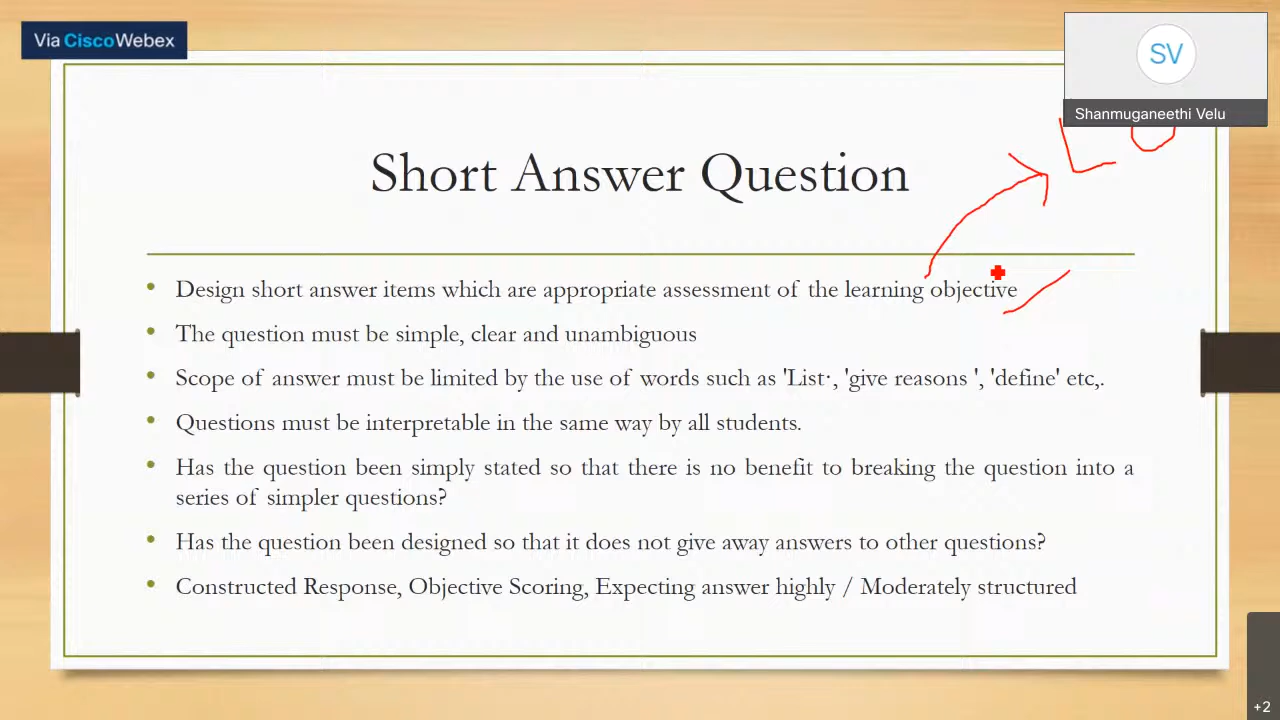 Via CiscoWebex
SV
Shanmuganeethi Velu
LO
Short Answer Question
• Design short answer items which are appropriate assessment of the learning objective
• The question must be simple, clear and unambiguous
• Scope of answer must be limited by the use of words such as 'List·, 'give reasons ', 'define' etc,.
• Questions must be interpretable in the same way by all students.
• Has the question been simply stated so that there is no benefit to breaking the question into a
series of simpler questions?
• Has the question been designed so that it does not give away answers to other questions?
• Constructed Response, Objective Scoring, Expecting answer highly / Moderately structured
+2